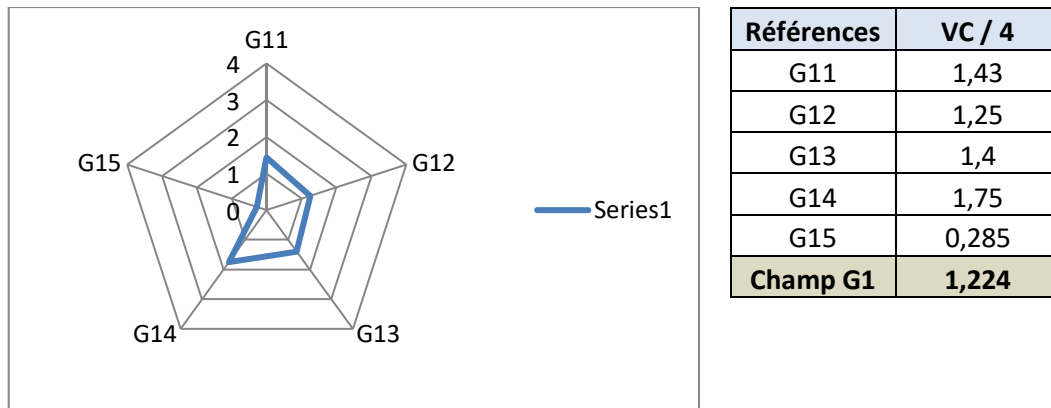 G11
4
3
2
1
0
G12
G13
G14
G15
Series1
Références VC / 4
G11 1,43
G12 1,25
G13 1,4
G14 1,75
G15 0,285
Champ G1 1,224